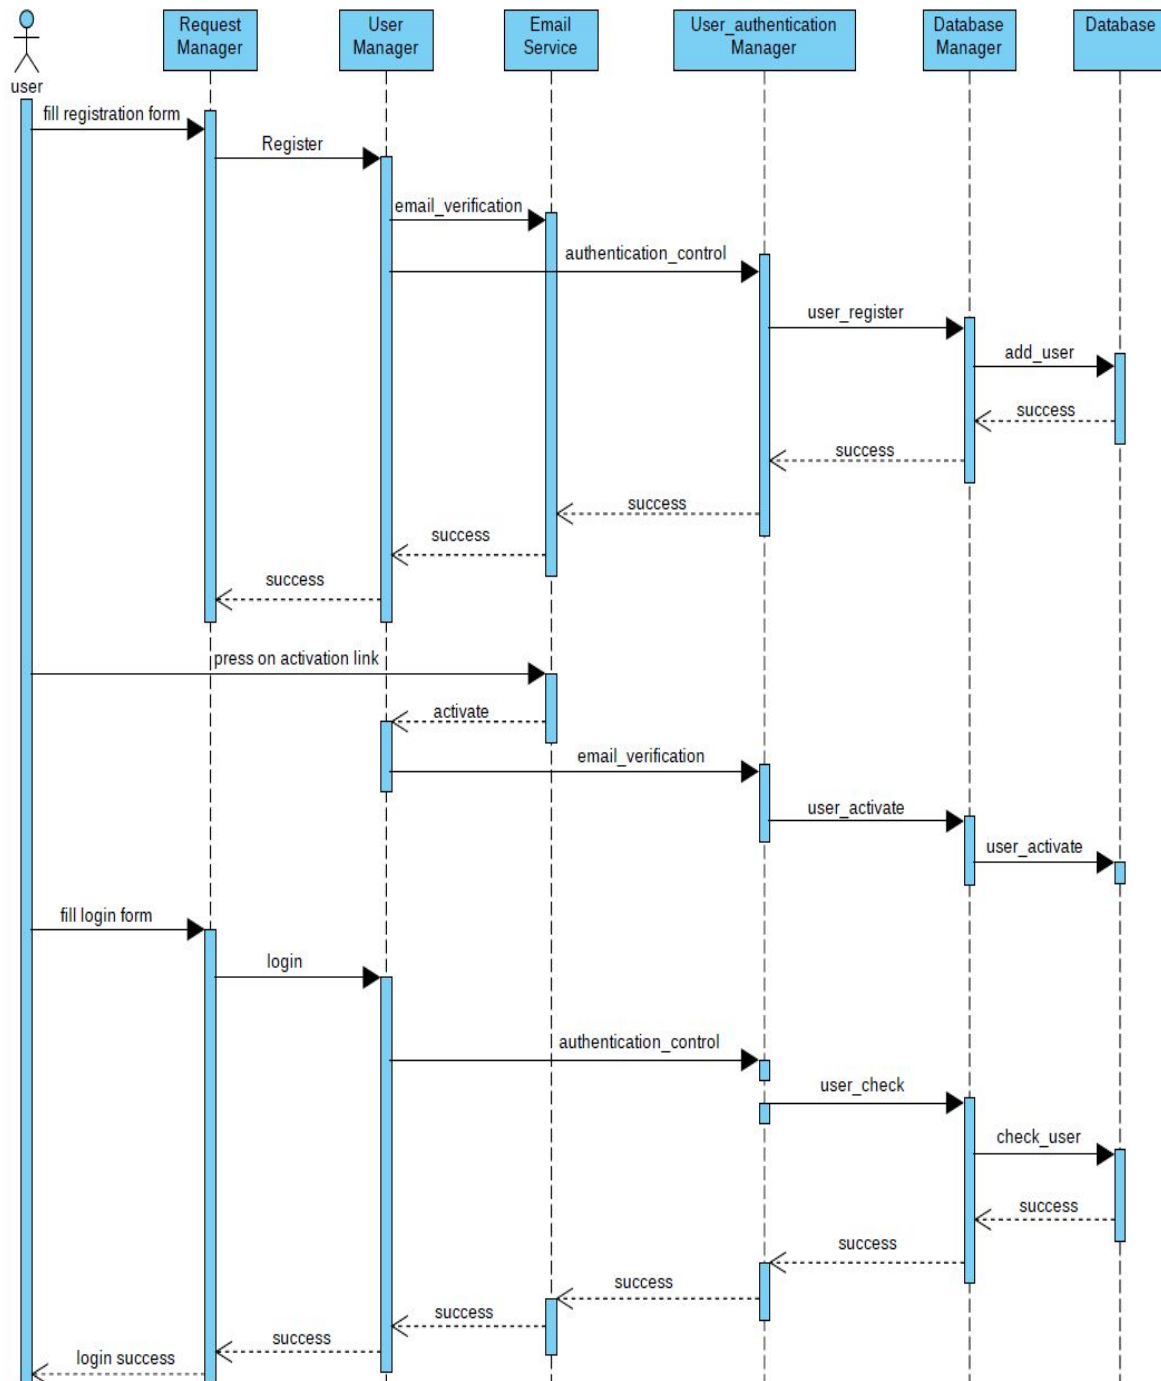 Request
Manager
User
Manager
Email
Service
User_authentication
Manager
Database
Manager
Database
user
fill registration form
Register
email_verification
authentication_control
user_register
add_user
success
success
success
success
success
press on activation link
activate
email_verification
user_activate
user_activate
fill login form
login
authentication_control
user_check
check_user
success
success
success
success
success
login success